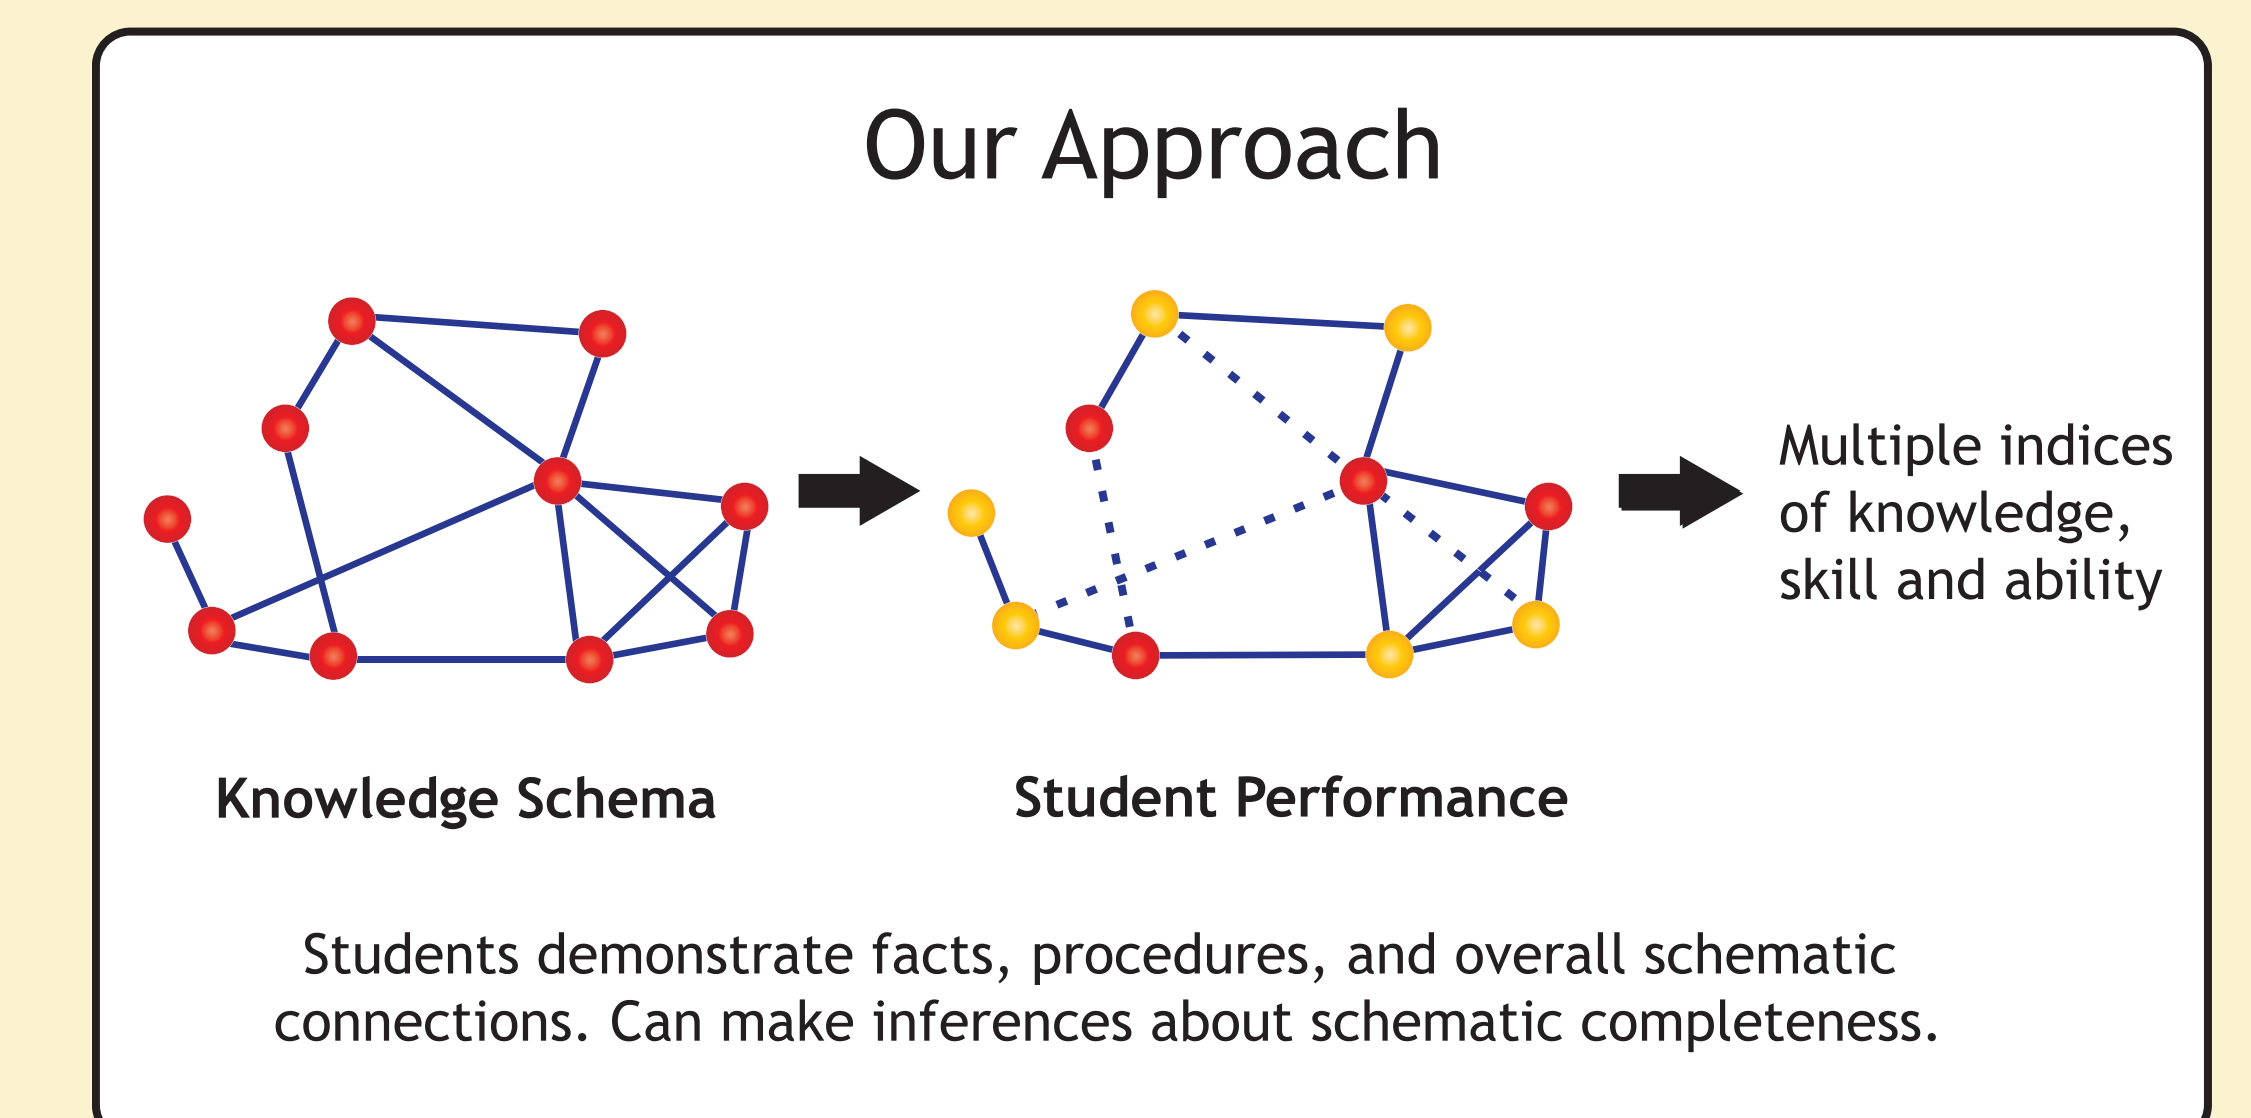 Our Approach
Multiple indices
of knowledge,
skill and ability
Knowledge Schema
Student Performance
Students demonstrate facts, procedures, and overall schematic
connections. Can make inferences about schematic completeness.